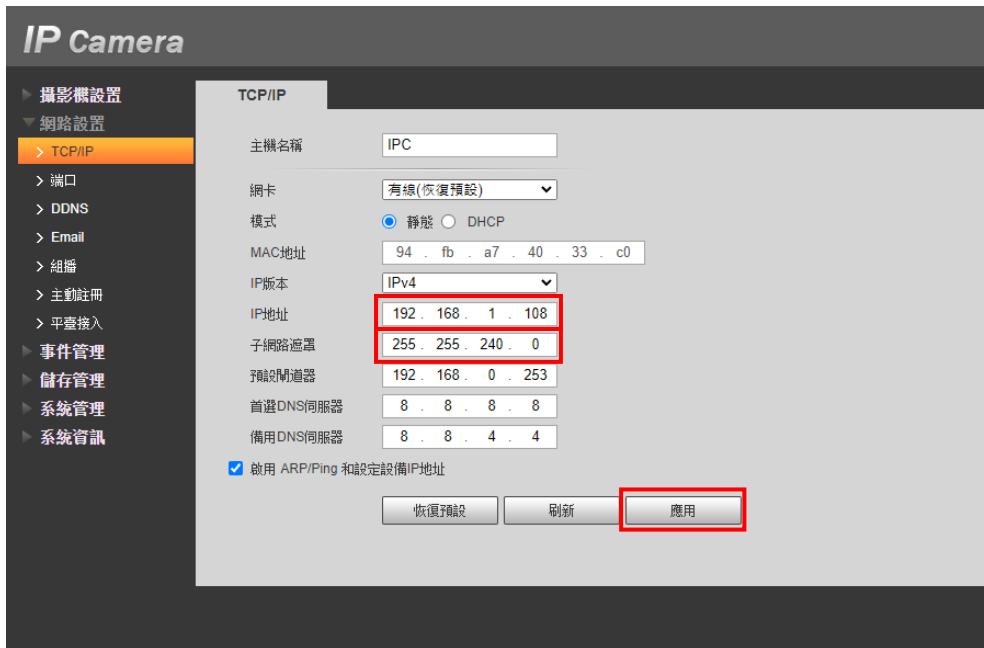 IP Camera
攝影機設置
網路設置
TCP/IP
端口
DDNS
Email
組播
主動註冊
平臺接入
事件管理
儲存管理
系統管理
系統資訊
TCP/IP
主機名稱 IPC
網卡 有線(恢復預設)
模式 靜態 DHCP
MAC地址 94 . fb . a7 . 40 . 33 . c0
IP版本 IPv4
IP地址 192 . 168 . 1 . 108
子網路遮罩 255 . 255 . 240 . 0
預設閘道器 192 . 168 . 0 . 253
首選DNS伺服器 8 . 8 . 8 . 8
備用DNS伺服器 8 . 8 . 4 . 4
啟用 ARP/Ping 和設定設備IP地址
恢復預設 刷新 應用